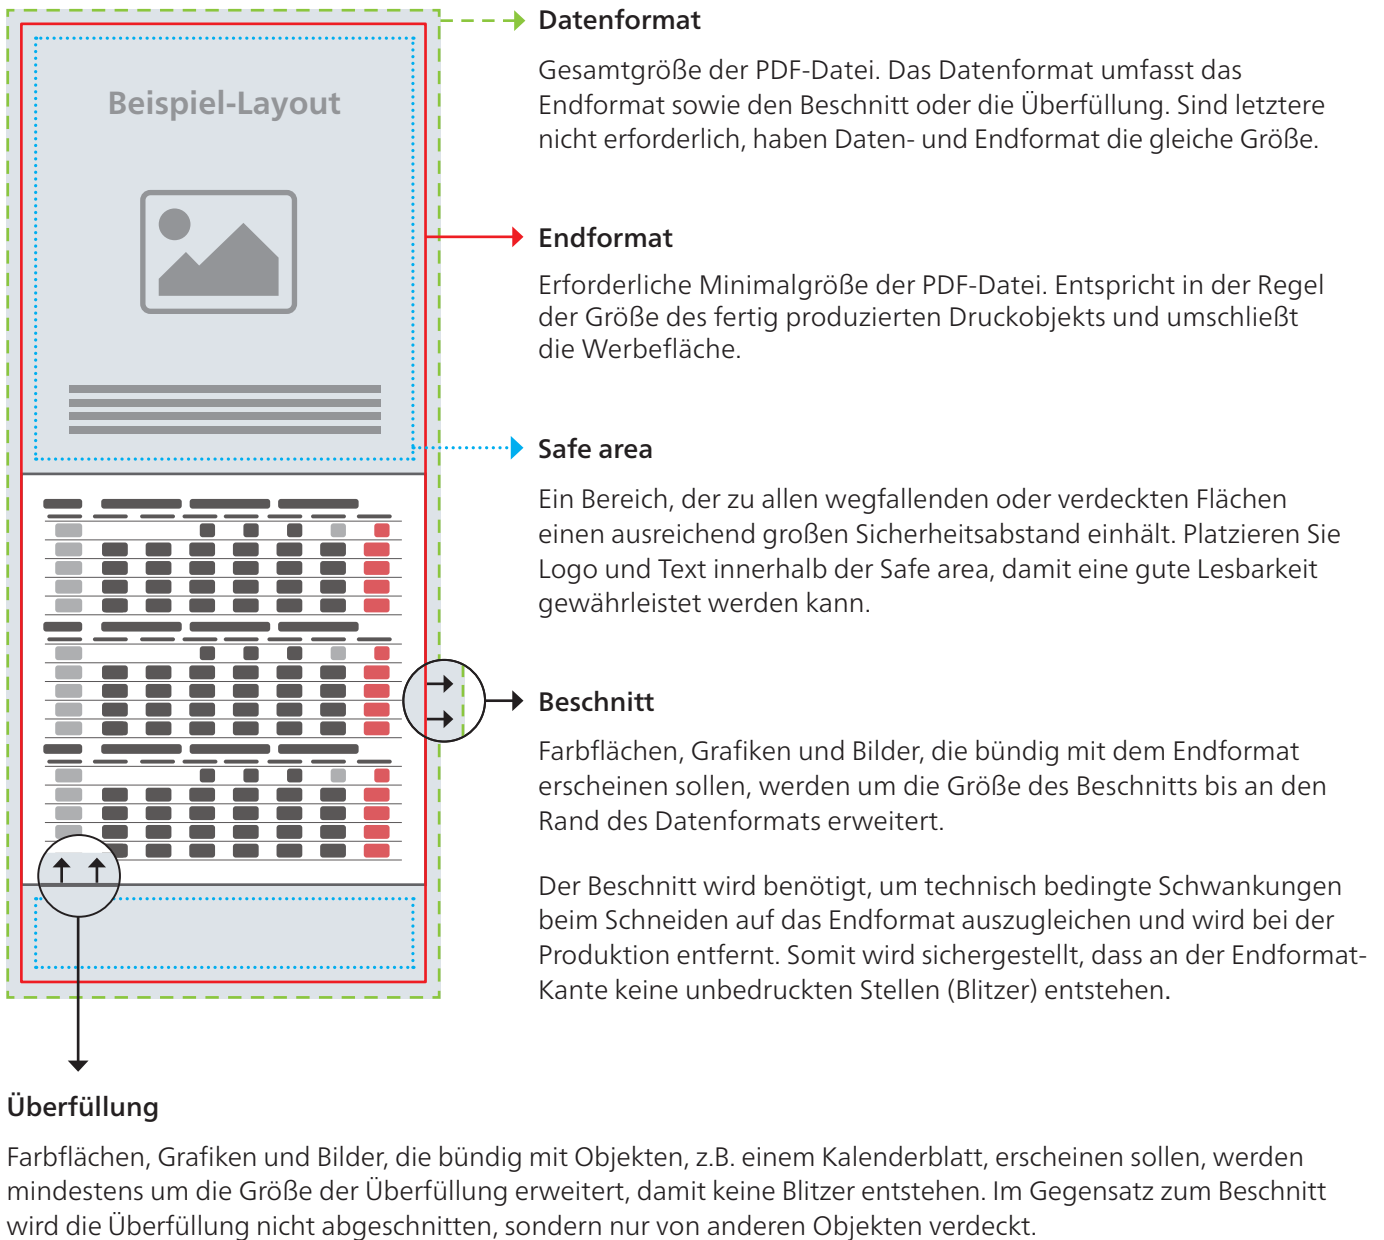 Beispiel-Layout
Datenformat
Gesamtgröße der PDF-Datei. Das Datenformat umfasst das
Endformat sowie den Beschnitt oder die Überfüllung. Sind letztere
nicht erforderlich, haben Daten- und Endformat die gleiche Größe.
Endformat
Erforderliche Minimalgröße der PDF-Datei. Entspricht in der Regel
der Größe des fertig produzierten Druckobjekts und umschließt
die Werbefläche.
Safe area
Ein Bereich, der zu allen wegfallenden oder verdeckten Flächen
einen ausreichend großen Sicherheitsabstand einhält. Platzieren Sie
Logo und Text innerhalb der Safe area, damit eine gute Lesbarkeit
gewährleistet werden kann.
Beschnitt
Farbflächen, Grafiken und Bilder, die bündig mit dem Endformat
erscheinen sollen, werden um die Größe des Beschnitts bis an den
Rand des Datenformats erweitert.
Der Beschnitt wird benötigt, um technisch bedingte Schwankungen
beim Schneiden auf das Endformat auszugleichen und wird bei der
Produktion entfernt. Somit wird sichergestellt, dass an der Endformat-
Kante keine unbedruckten Stellen (Blitzer) entstehen.
Überfüllung
Farbflächen, Grafiken und Bilder, die bündig mit Objekten, z.B. einem Kalenderblatt, erscheinen sollen, werden
mindestens um die Größe der Überfüllung erweitert, damit keine Blitzer entstehen. Im Gegensatz zum Beschnitt
wird die Überfüllung nicht abgeschnitten, sondern nur von anderen Objekten verdeckt.